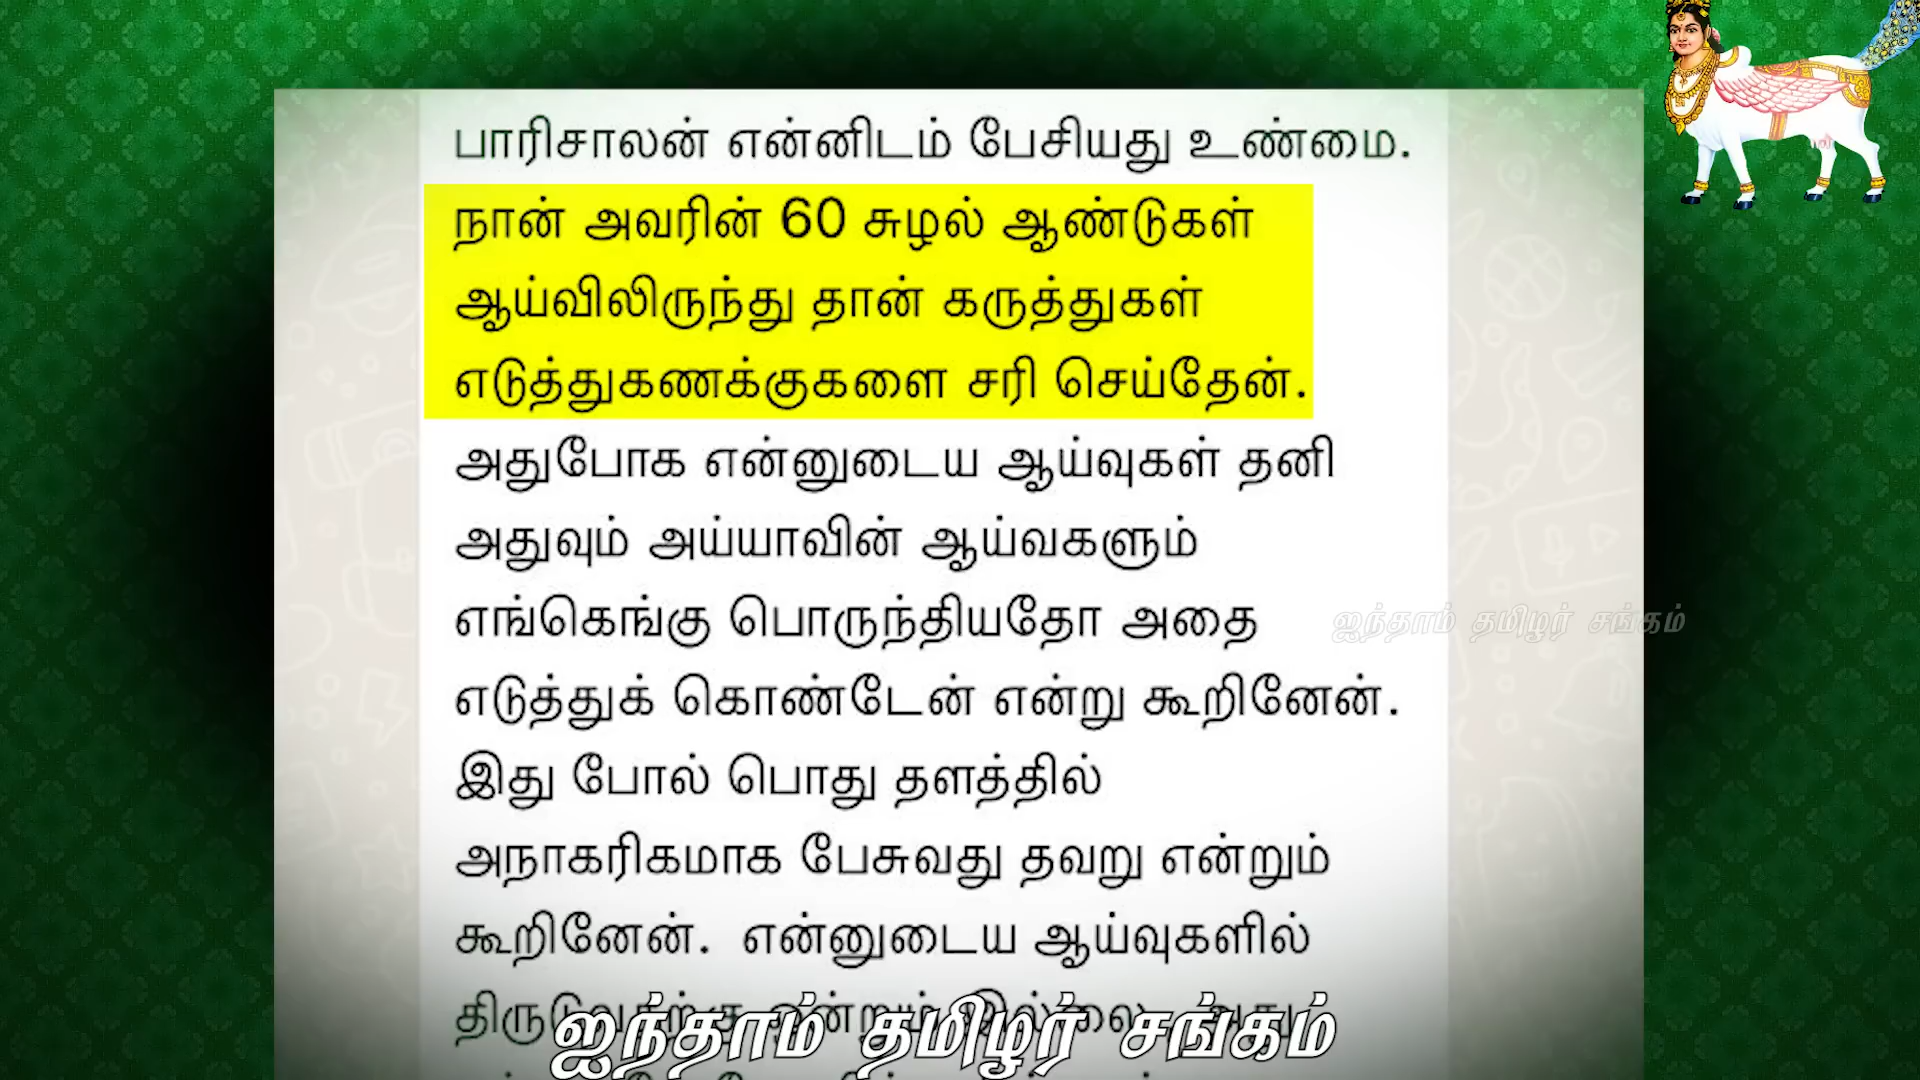 பாரிசாலன் என்னிடம் பேசியது உண்மை.
நான் அவரின் 60 சுழல் ஆண்டுகள்
ஆய்விலிருந்து தான் கருத்துகள்
எடுத்துகணக்குகளை சரி செய்தேன்.
அதுபோக என்னுடைய ஆய்வுகள் தனி
அதுவும் அய்யாவின் ஆய்வகளும்
எங்கெங்கு பொருந்தியதோ அதை
ஐந்தாம் தமிழர் சங்கம்
எடுத்துக் கொண்டேன் என்று கூறினேன்.
இது போல் பொது தளத்தில்
அநாகரிகமாக பேசுவது தவறு என்றும்
கூறினேன். என்னுடைய ஆய்வுகளில்
ஐந்தாம் தமிழர் சங்கம்